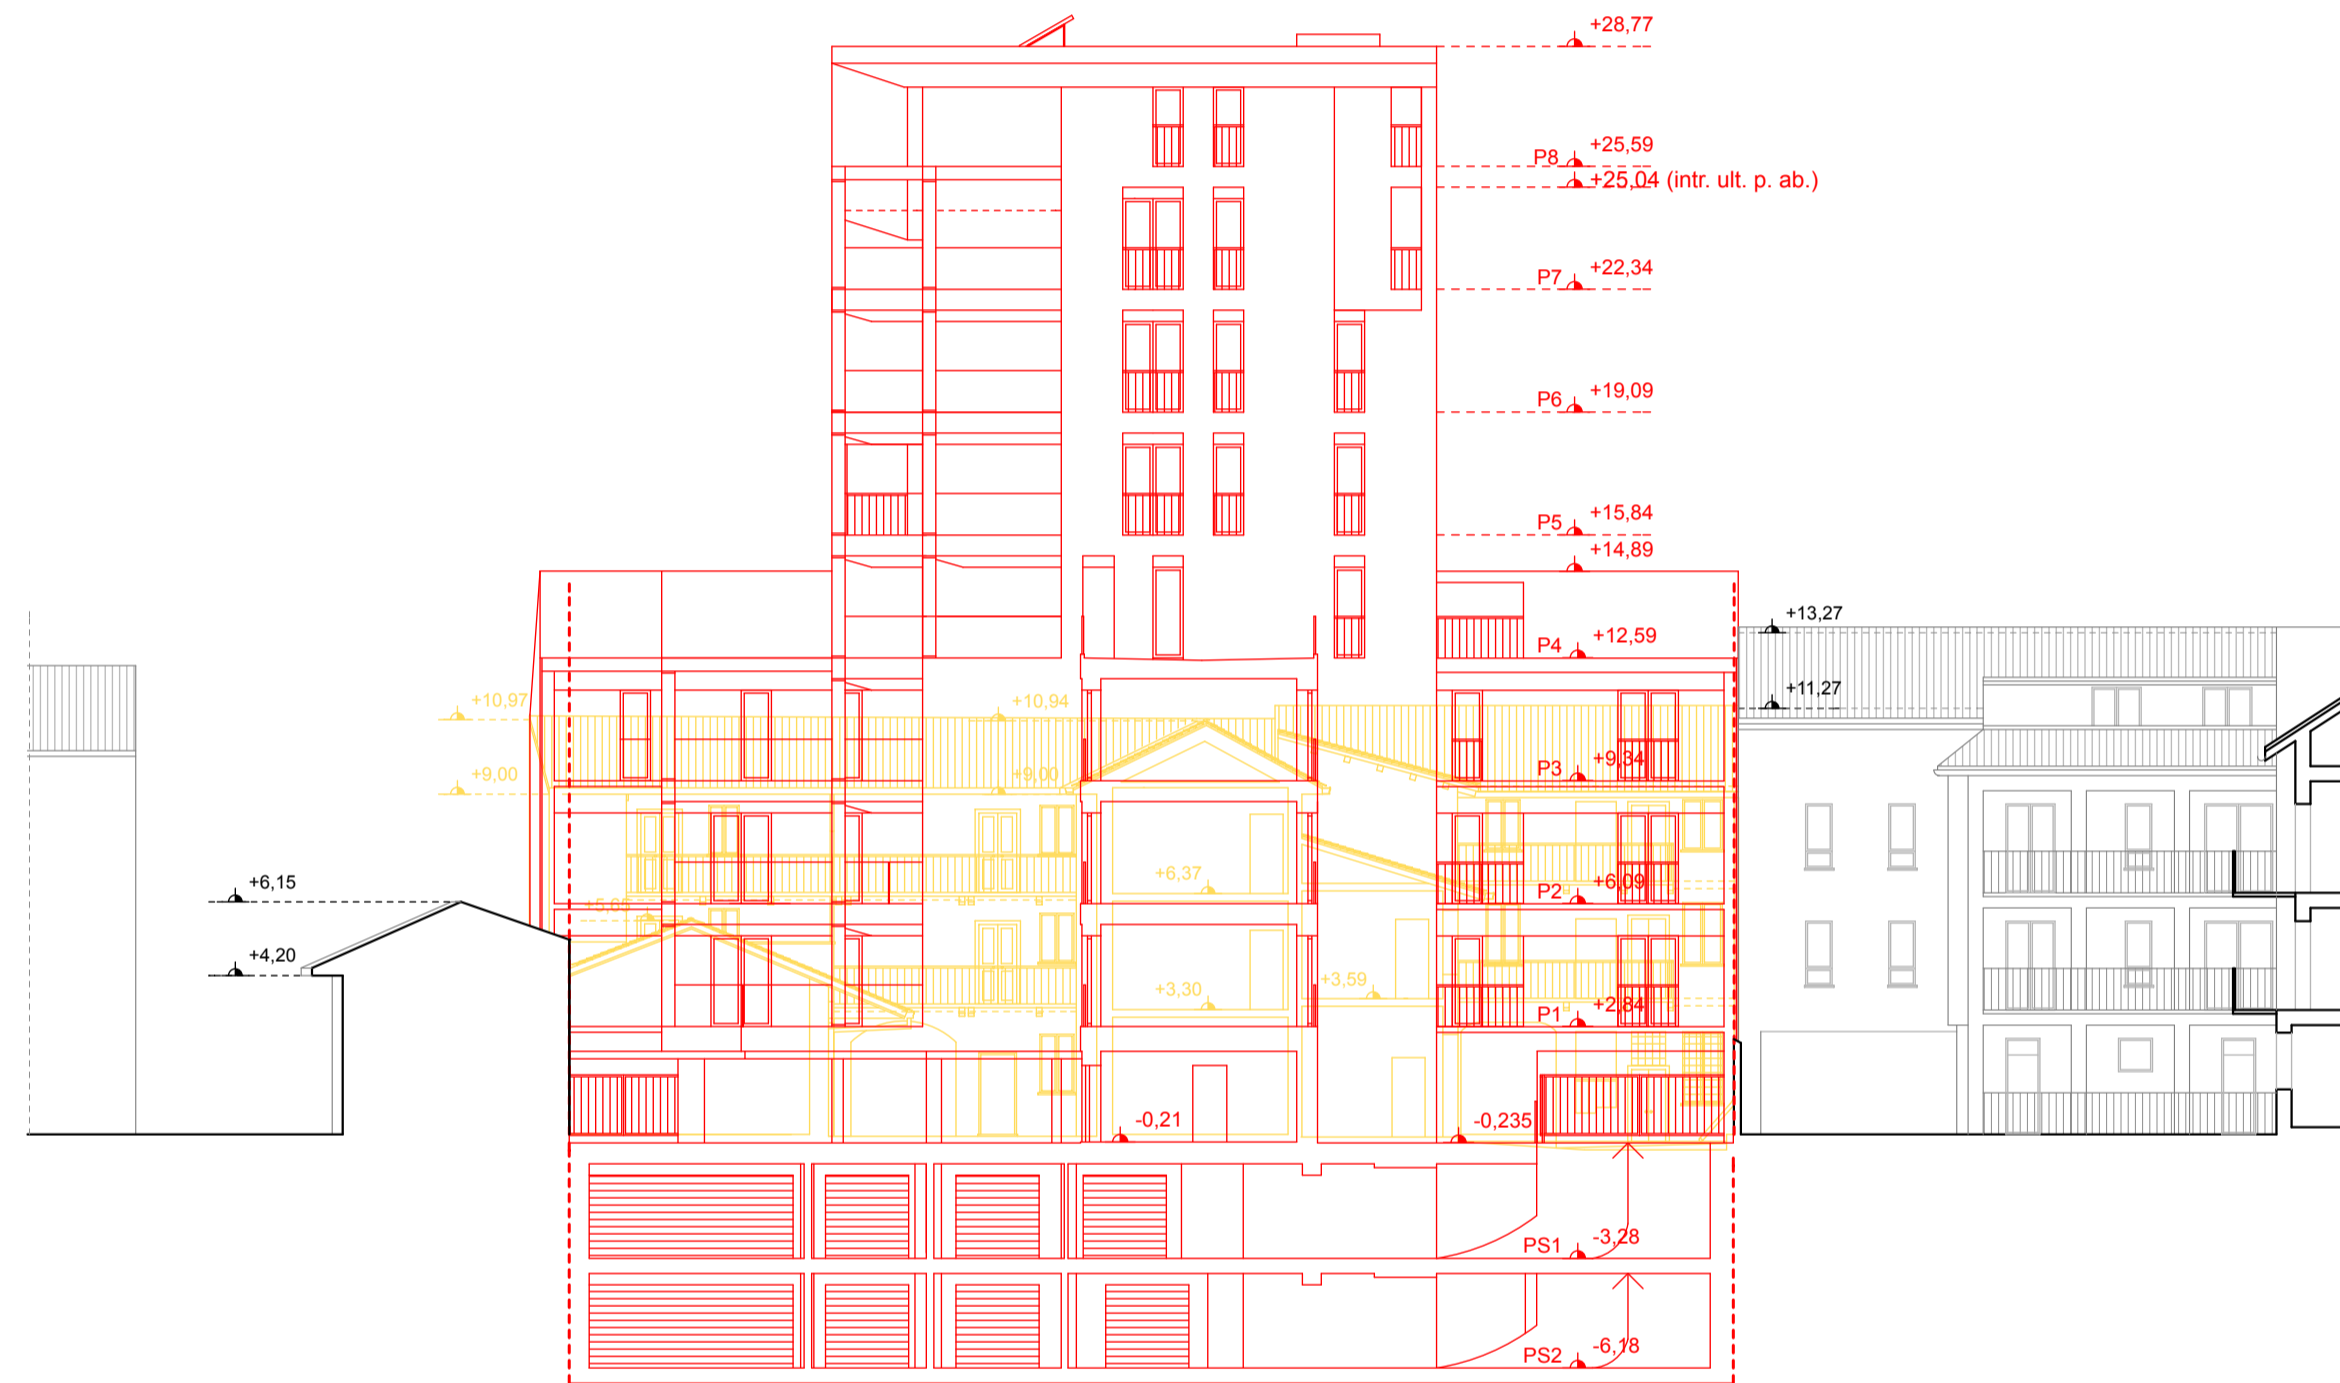 +28,77
+25,59
P8
+25,04 (intr. ult. p. ab.)
+22,34
P7
+19,09
P6
+15,84
P5
+14,89
+13,27
+12,59
P4
+11,27
+10,97
+10,94
+9,34
P3
+9,00
+9,00
+6,37
+6,15
+6,09
P2
+5,05
+4,20
+3,59
+3,30
+2,84
P1
-0,21
-0,235
-3,28
PS1
-6,18
PS2